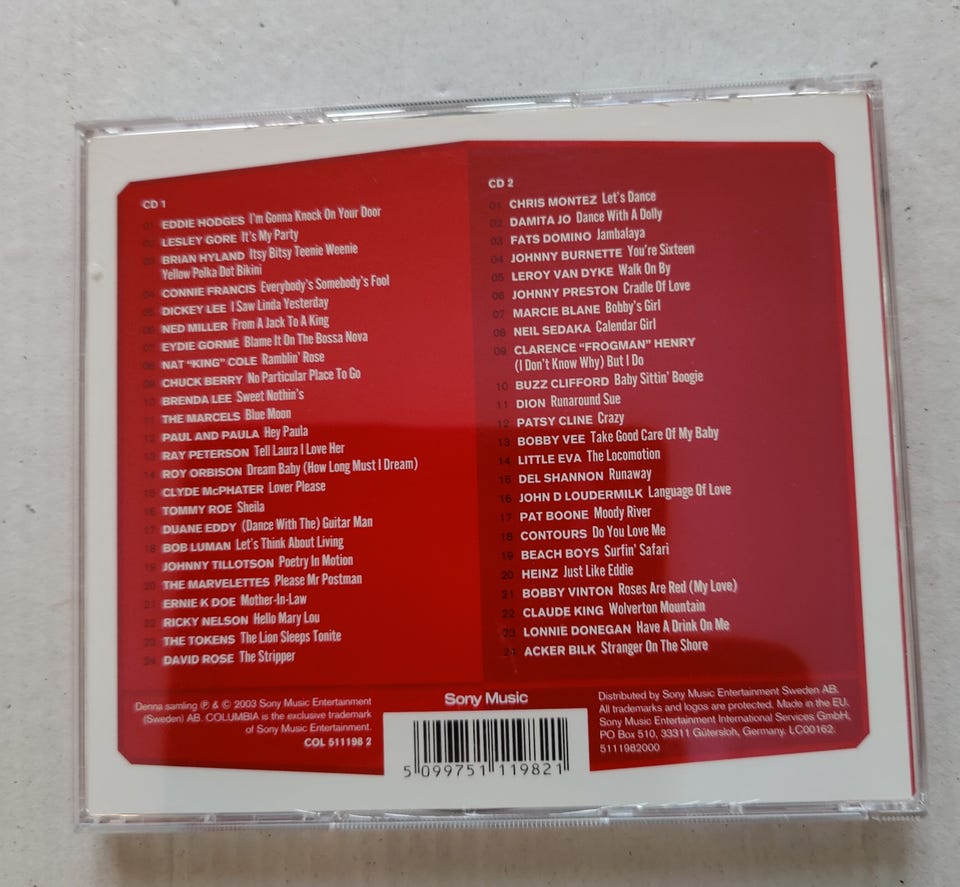 CD 1
01 EDDIE HODGES I'm Gonna Knock On Your Door
02 LESLEY GORE It's My Party
03 BRIAN HYLAND Itsy Bitsy Teenie Weenie
Yellow Polka Dot Bikini
04 CONNIE FRANCIS Everybody's Somebody's Fool
05 DICKEY LEE I Saw Linda Yesterday
06 NED MILLER From A Jack To A King
07 EYDIE GORMÉ Blame It On The Bossa Nova
08 NAT "KING" COLE Ramblin' Rose
09 CHUCK BERRY No Particular Place To Go
10 BRENDA LEE Sweet Nothin's
11 THE MARCELS Blue Moon
12 PAUL AND PAULA Hey Paula
13 RAY PETERSON Tell Laura I Love Her
14 ROY ORBISON Dream Baby (How Long Must I Dream)
15 CLYDE McPHATER Lover Please
16 TOMMY ROE Sheila
17 DUANE EDDY (Dance With The) Guitar Man
18 BOB LUMAN Let's Think About Living
19 JOHNNY TILLOTSON Poetry In Motion
20 THE MARVELETTES Please Mr Postman
21 ERNIE K DOE Mother-In-Law
22 RICKY NELSON Hello Mary Lou
23 THE TOKENS The Lion Sleeps Tonite
24 DAVID ROSE The Stripper
CD 2
01 CHRIS MONTEZ Let's Dance
02 DAMITA JO Dance With A Dolly
03 FATS DOMINO Jambalaya
04 JOHNNY BURNETTE You're Sixteen
05 LEROY VAN DYKE Walk On By
06 JOHNNY PRESTON Cradle Of Love
07 MARCIE BLANE Bobby's Girl
08 NEIL SEDAKA Calendar Girl
09 CLARENCE "FROGMAN" HENRY
(I Don't Know Why) But I Do
10 BUZZ CLIFFORD Baby Sittin' Boogie
11 DION Runaround Sue
12 PATSY CLINE Crazy
13 BOBBY VEE Take Good Care Of My Baby
14 LITTLE EVA The Locomotion
15 DEL SHANNON Runaway
16 JOHN D LOUDERMILK Language Of Love
17 PAT BOONE Moody River
18 CONTOURS Do You Love Me
19 BEACH BOYS Surfin' Safari
20 HEINZ Just Like Eddie
21 BOBBY VINTON Roses Are Red (My Love)
22 CLAUDE KING Wolverton Mountain
23 LONNIE DONEGAN Have A Drink On Me
24 ACKER BILK Stranger On The Shore
Denna samling ℗ & © 2003 Sony Music Entertainment
(Sweden) AB. COLUMBIA is the exclusive trademark
of Sony Music Entertainment.
COL 511198 2
Sony Music
5 099751 119821
Distributed by Sony Music Entertainment Sweden AB.
All trademarks and logos are protected. Made in the EU.
Sony Music Entertainment International Services GmbH,
PO Box 510, 33311 Gütersloh, Germany. LC00162.
5111982000